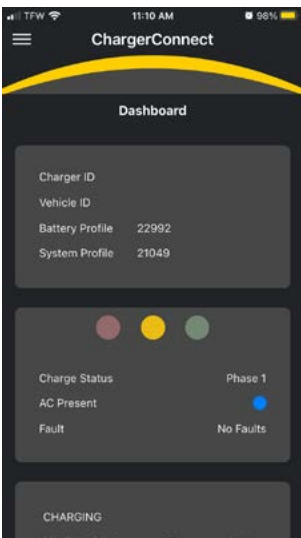 TFW 11:10 AM 98%
ChargerConnect
Dashboard
Charger ID
Vehicle ID
Battery Profile 22992
System Profile 21049
Charge Status Phase 1
AC Present
Fault No Faults
CHARGING